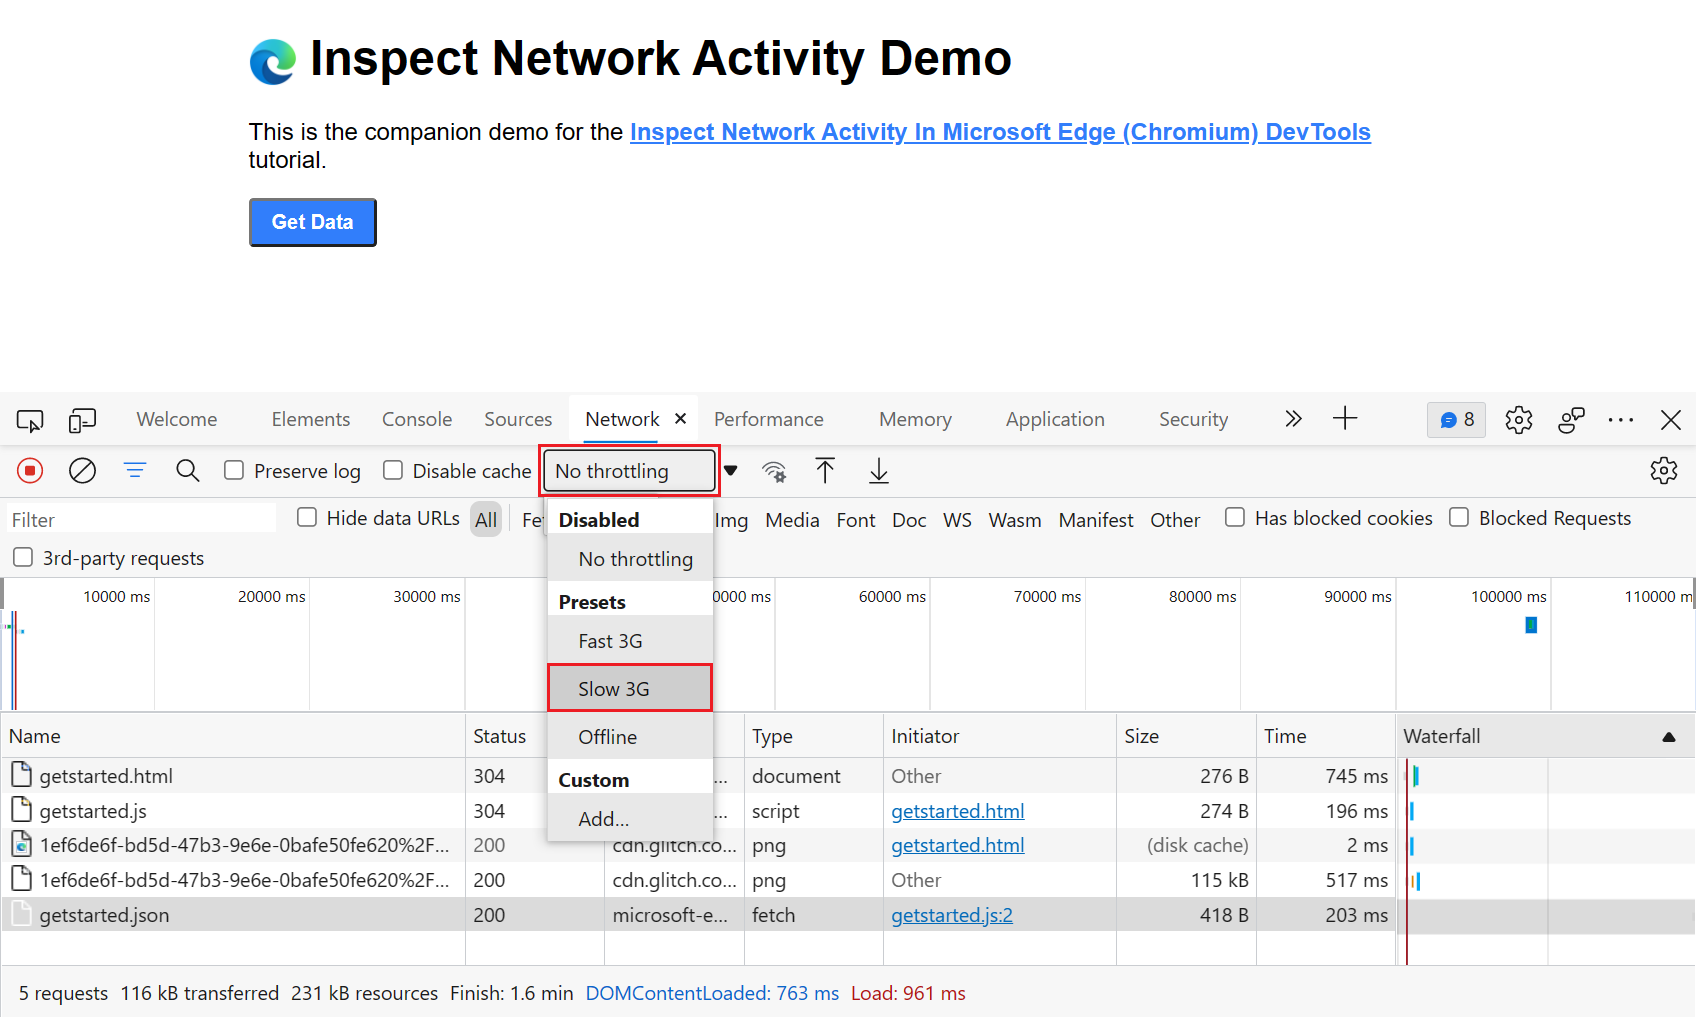 Inspect Network Activity Demo
This is the companion demo for the Inspect Network Activity In Microsoft Edge (Chromium) DevTools
tutorial.
Get Data
Welcome Elements Console Sources Network Performance Memory Application Security 8
Preserve log Disable cache No throttling
Filter Hide data URLs All Fe Img Media Font Doc WS Wasm Manifest Other Has blocked cookies Blocked Requests
3rd-party requests
Disabled
No throttling
Presets
Fast 3G
Slow 3G
Offline
Custom
Add...
10000 ms 20000 ms 30000 ms 0000 ms 60000 ms 70000 ms 80000 ms 90000 ms 100000 ms 110000 m
Name Status Type Initiator Size Time Waterfall
getstarted.html 304 ... document Other 276 B 745 ms
getstarted.js 304 ... script getstarted.html 274 B 196 ms
1ef6de6f-bd5d-47b3-9e6e-0bafe50fe620%2F... 200 cdn.glitch.co... png getstarted.html (disk cache) 2 ms
1ef6de6f-bd5d-47b3-9e6e-0bafe50fe620%2F... 200 cdn.glitch.co... png Other 115 kB 517 ms
getstarted.json 200 microsoft-e... fetch getstarted.js:2 418 B 203 ms
5 requests 116 kB transferred 231 kB resources Finish: 1.6 min DOMContentLoaded: 763 ms Load: 961 ms